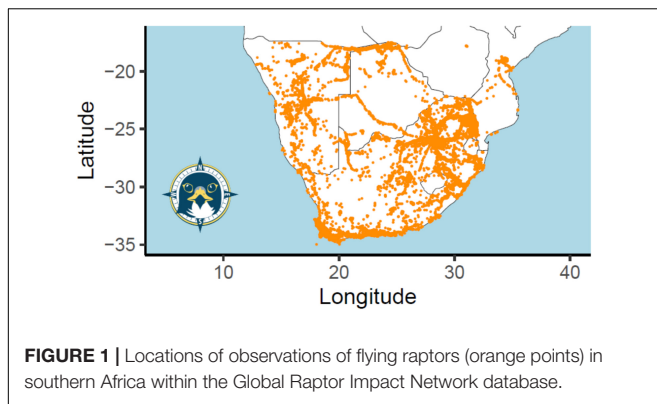 −20
−25
−30
−35
Latitude
10 20 30 40
Longitude
FIGURE 1 | Locations of observations of flying raptors (orange points) in
southern Africa within the Global Raptor Impact Network database.